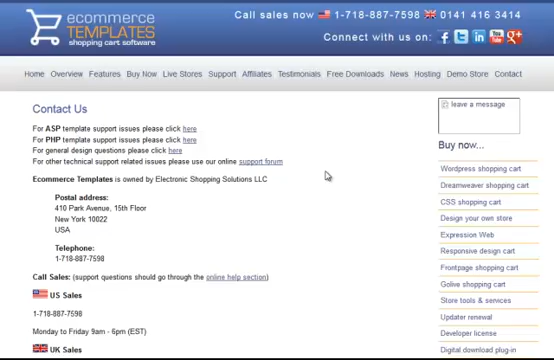 ecommerce
TEMPLATES
shopping cart software
Call sales now 1-718-887-7598 0141 416 3414
Connect with us on: f t in You Tube g+
Home Overview Features Buy Now Live Stores Support Affiliates Testimonials Free Downloads News Hosting Demo Store Contact
Contact Us
For ASP template support issues please click here
For PHP template support issues please click here
For general design questions please click here
For other technical support related issues please use our online support forum
Ecommerce Templates is owned by Electronic Shopping Solutions LLC
Postal address:
410 Park Avenue, 15th Floor
New York 10022
USA
Telephone:
1-718-887-7598
Call Sales: (support questions should go through the online help section)
US Sales
1-718-887-7598
Monday to Friday 9am - 6pm (EST)
UK Sales
leave a message
Buy now...
Wordpress shopping cart
Dreamweaver shopping cart
CSS shopping cart
Design your own store
Expression Web
Responsive design cart
Frontpage shopping cart
Golive shopping cart
Store tools & services
Updater renewal
Developer license
Digital download plug-in